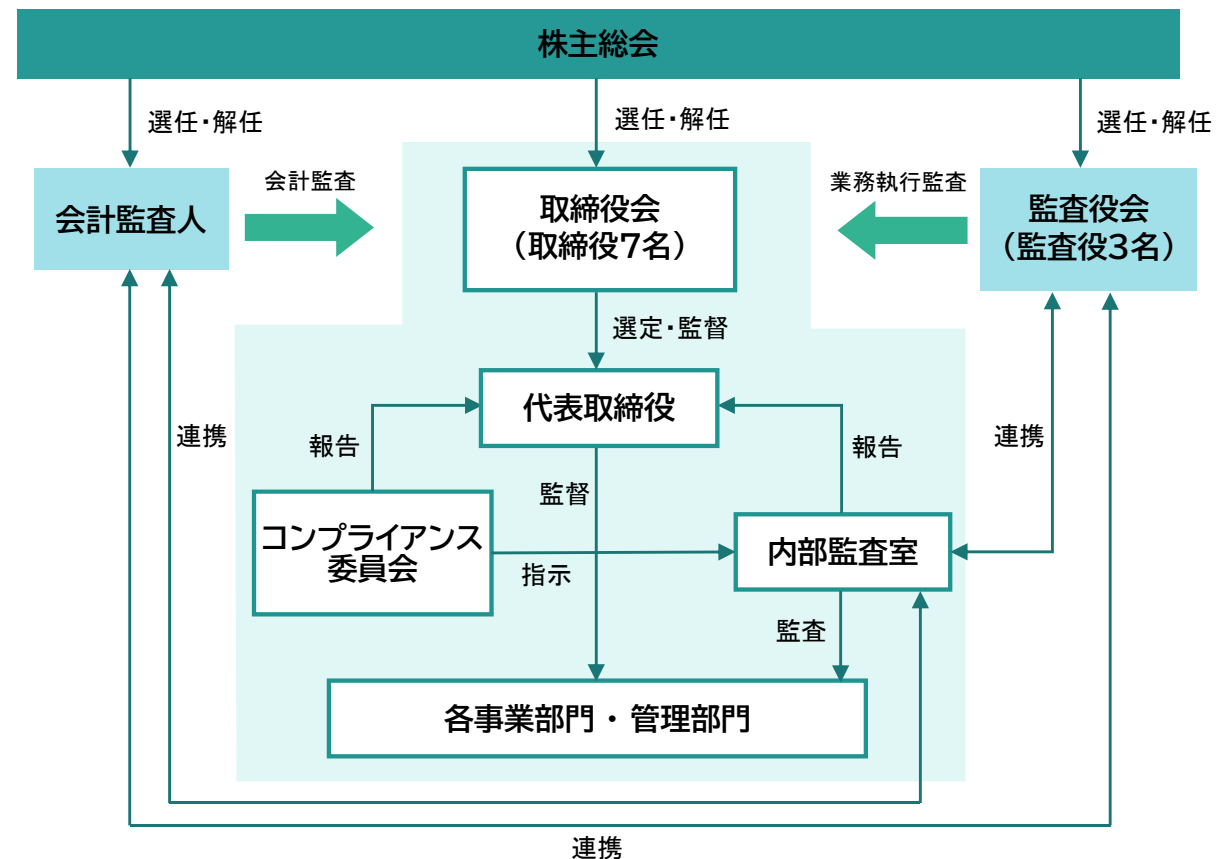 株主総会
選任・解任
選任・解任
選任・解任
会計監査人
会計監査
取締役会
（取締役7名）
業務執行監査
監査役会
（監査役3名）
選定・監督
代表取締役
連携
報告
監督
報告
連携
コンプライアンス
委員会
指示
内部監査室
監査
各事業部門・管理部門
連携